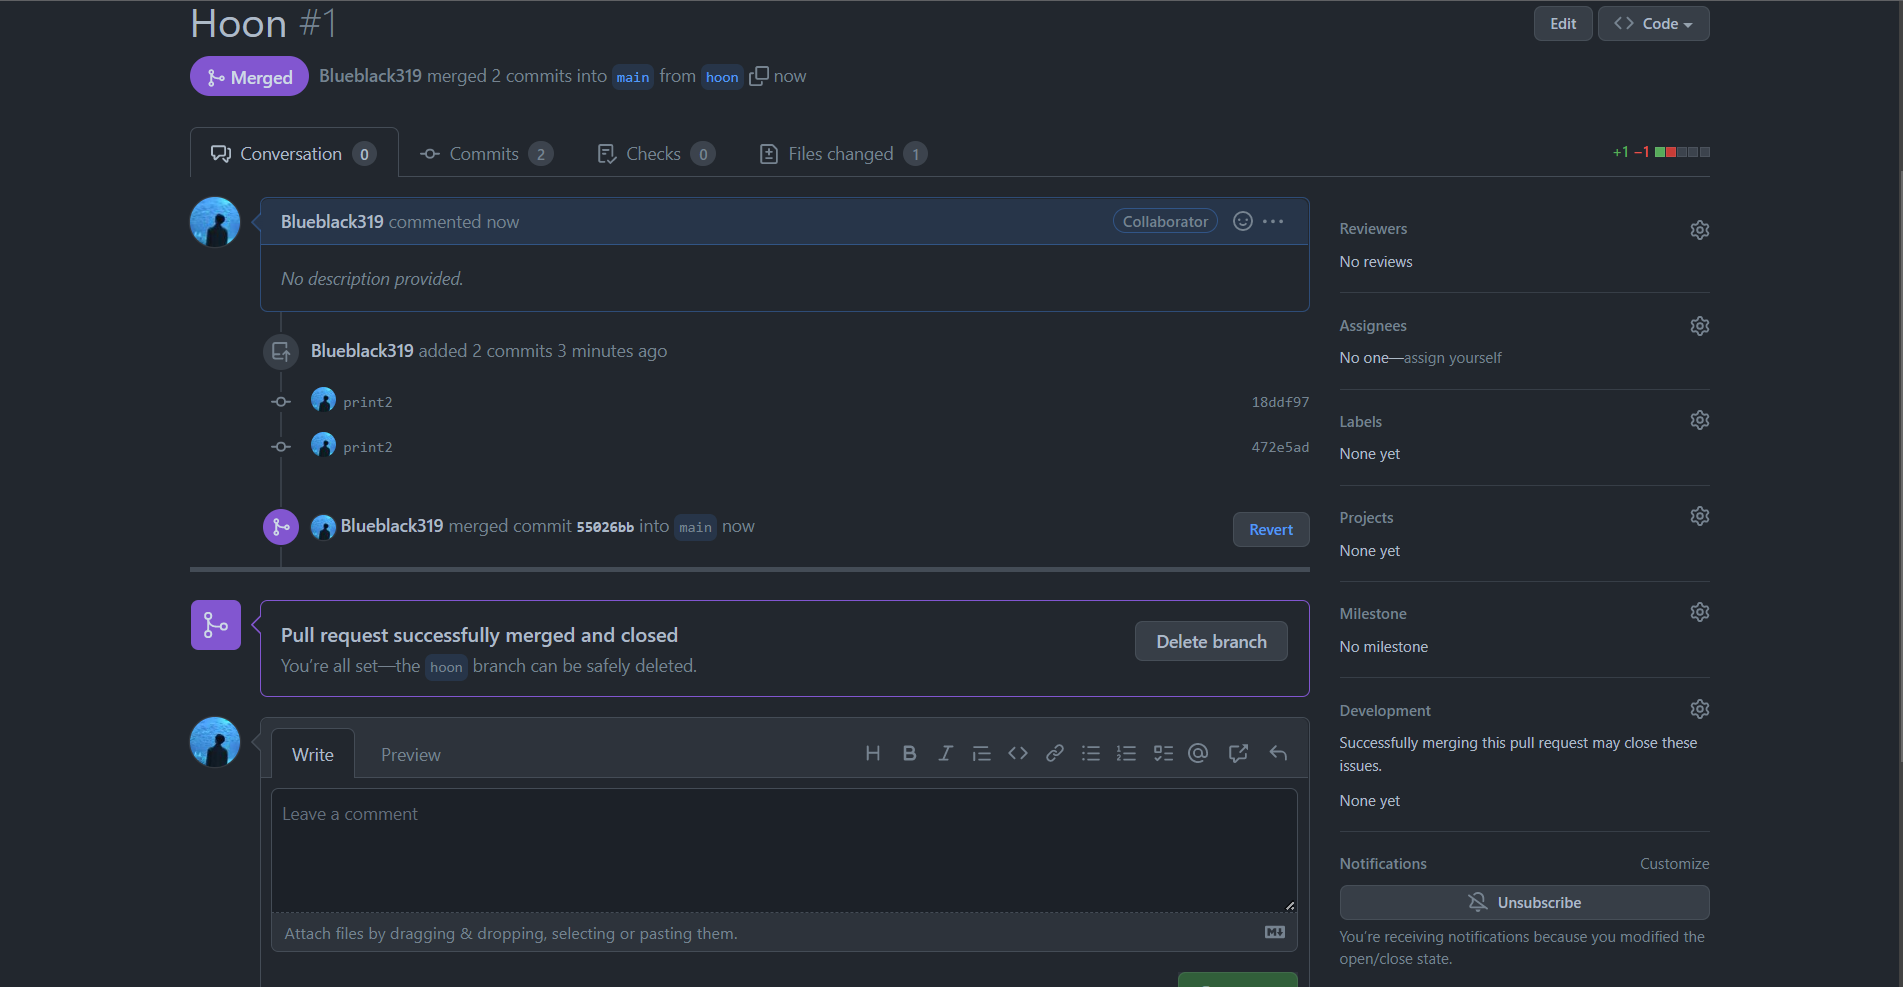 Hoon #1
Edit
Code
Merged
Blueblack319 merged 2 commits into main from hoon now
Conversation 0
Commits 2
Checks 0
Files changed 1
+1 −1
Blueblack319 commented now
Collaborator
No description provided.
Blueblack319 added 2 commits 3 minutes ago
print2
18ddf97
print2
472e5ad
Blueblack319 merged commit 55026bb into main now
Revert
Pull request successfully merged and closed
You’re all set—the hoon branch can be safely deleted.
Delete branch
Write
Preview
Leave a comment
Attach files by dragging & dropping, selecting or pasting them.
Reviewers
No reviews
Assignees
No one—assign yourself
Labels
None yet
Projects
None yet
Milestone
No milestone
Development
Successfully merging this pull request may close these
issues.
None yet
Notifications
Customize
Unsubscribe
You’re receiving notifications because you modified the
open/close state.